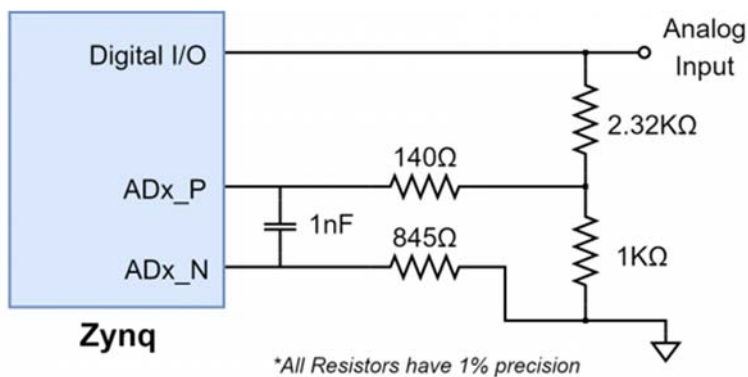 Analog
Input
Digital I/O
2.32KΩ
140Ω
ADx_P
1nF
845Ω
1KΩ
ADx_N
Zynq
*All Resistors have 1% precision